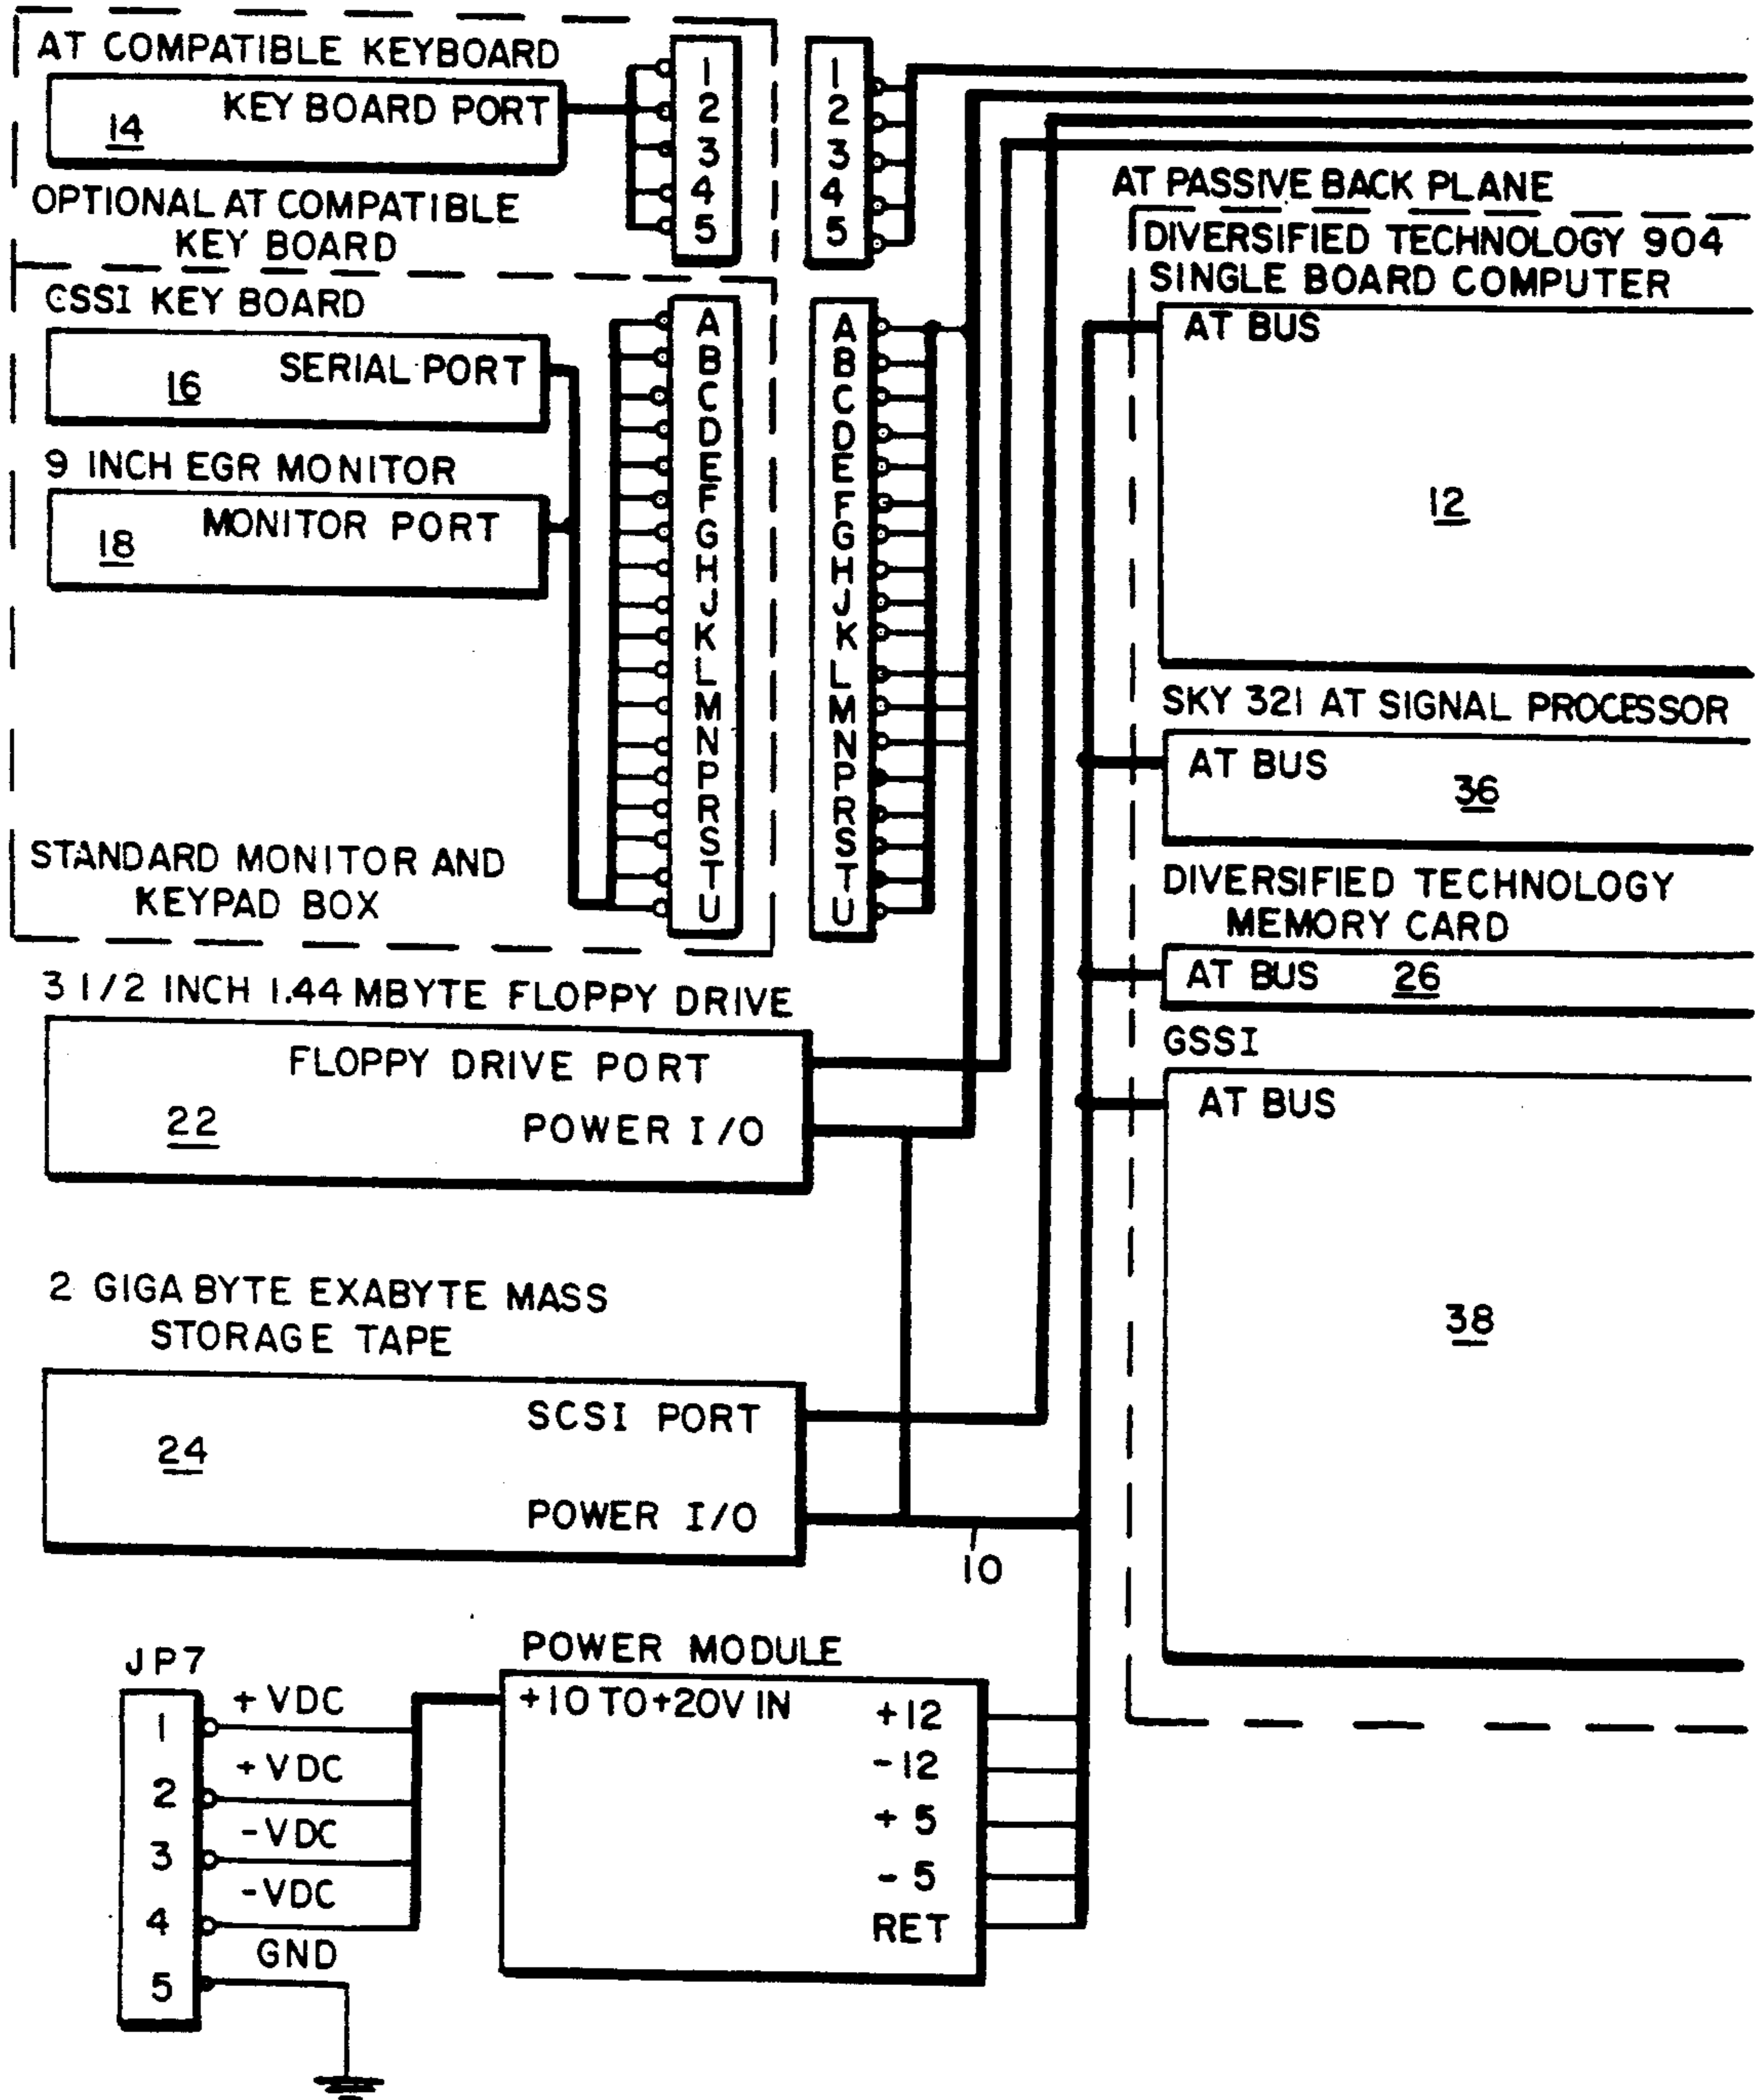 AT COMPATIBLE KEYBOARD
KEY BOARD PORT
14
OPTIONAL AT COMPATIBLE
KEY BOARD
1
2
3
4
5
1
2
3
4
5
GSSI KEY BOARD
SERIAL PORT
16
9 INCH EGR MONITOR
MONITOR PORT
18
STANDARD MONITOR AND
KEYPAD BOX
A
B
C
D
E
F
G
H
J
K
L
M
N
P
R
S
T
U
A
B
C
D
E
F
G
H
J
K
L
M
N
P
R
S
T
U
3 1/2 INCH 1.44 MBYTE FLOPPY DRIVE
FLOPPY DRIVE PORT
22
POWER I/O
2 GIGA BYTE EXABYTE MASS
STORAGE TAPE
SCSI PORT
24
POWER I/O
10
JP7
1
2
3
4
5
+VDC
+VDC
-VDC
-VDC
GND
POWER MODULE
+10 TO+20V IN
+12
-12
+5
-5
RET
AT PASSIVE BACK PLANE
DIVERSIFIED TECHNOLOGY 904
SINGLE BOARD COMPUTER
AT BUS
12
SKY 321 AT SIGNAL PROCESSOR
AT BUS
36
DIVERSIFIED TECHNOLOGY
MEMORY CARD
AT BUS 26
GSSI
AT BUS
38